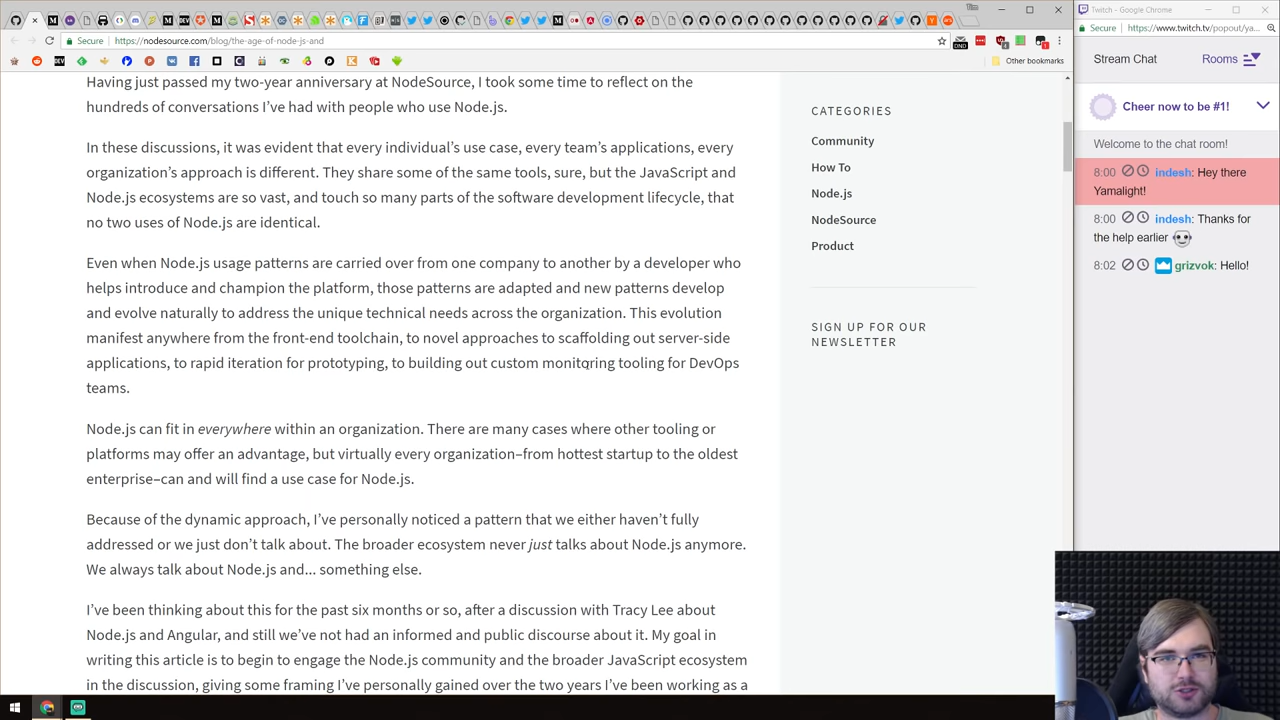 Tim
Secure
https://nodesource.com/blog/the-age-of-node-js-and
DND
Other bookmarks
Having just passed my two-year anniversary at NodeSource, I took some time to reflect on the
hundreds of conversations I’ve had with people who use Node.js.
In these discussions, it was evident that every individual’s use case, every team’s applications, every
organization’s approach is different. They share some of the same tools, sure, but the JavaScript and
Node.js ecosystems are so vast, and touch so many parts of the software development lifecycle, that
no two uses of Node.js are identical.
Even when Node.js usage patterns are carried over from one company to another by a developer who
helps introduce and champion the platform, those patterns are adapted and new patterns develop
and evolve naturally to address the unique technical needs across the organization. This evolution
manifest anywhere from the front-end toolchain, to novel approaches to scaffolding out server-side
applications, to rapid iteration for prototyping, to building out custom monitoring tooling for DevOps
teams.
Node.js can fit in everywhere within an organization. There are many cases where other tooling or
platforms may offer an advantage, but virtually every organization–from hottest startup to the oldest
enterprise–can and will find a use case for Node.js.
Because of the dynamic approach, I’ve personally noticed a pattern that we either haven’t fully
addressed or we just don’t talk about. The broader ecosystem never just talks about Node.js anymore.
We always talk about Node.js and... something else.
I’ve been thinking about this for the past six months or so, after a discussion with Tracy Lee about
Node.js and Angular, and still we’ve not had an informed and public discourse about it. My goal in
writing this article is to begin to engage the Node.js community and the broader JavaScript ecosystem
in the discussion, giving some framing I’ve personally gained over the two years I’ve been working as a
CATEGORIES
Community
How To
Node.js
NodeSource
Product
SIGN UP FOR OUR
NEWSLETTER
Twitch - Google Chrome
Secure
https://www.twitch.tv/popout/ya...
Stream Chat
Rooms
Cheer now to be #1!
Welcome to the chat room!
8:00 indesh: Hey there
Yamalight!
8:00 indesh: Thanks for
the help earlier
8:02 grizvok: Hello!